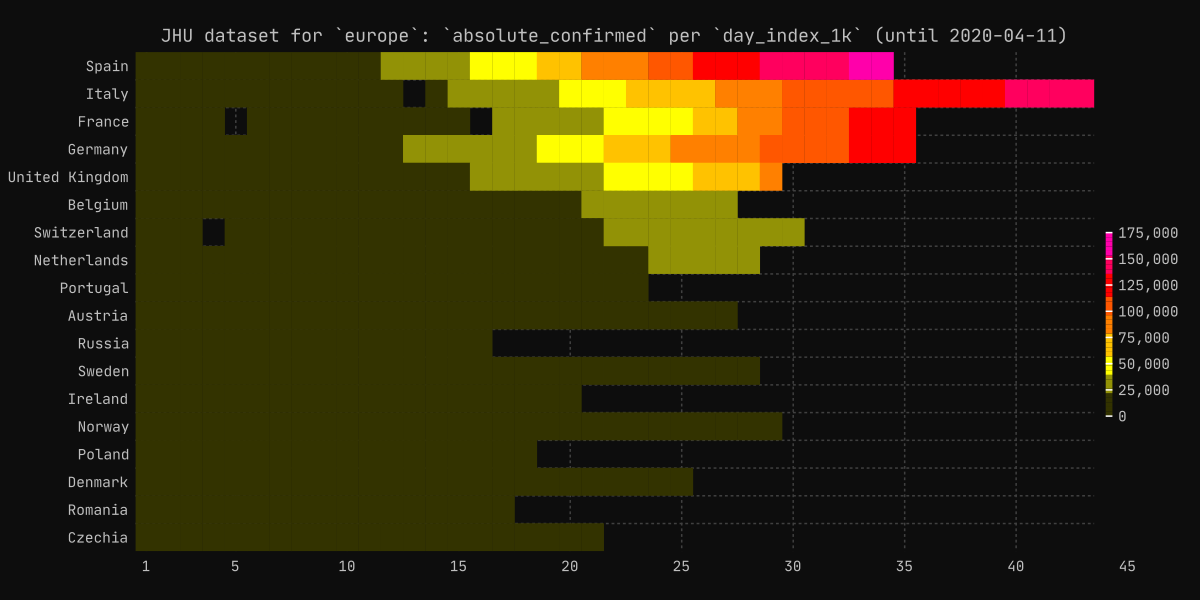 JHU dataset for `europe`: `absolute_confirmed` per `day_index_1k` (until 2020-04-11)
Spain
Italy
France
Germany
United Kingdom
Belgium
Switzerland
Netherlands
Portugal
Austria
Russia
Sweden
Ireland
Norway
Poland
Denmark
Romania
Czechia
175,000
150,000
125,000
100,000
75,000
50,000
25,000
0
1 5 10 15 20 25 30 35 40 45